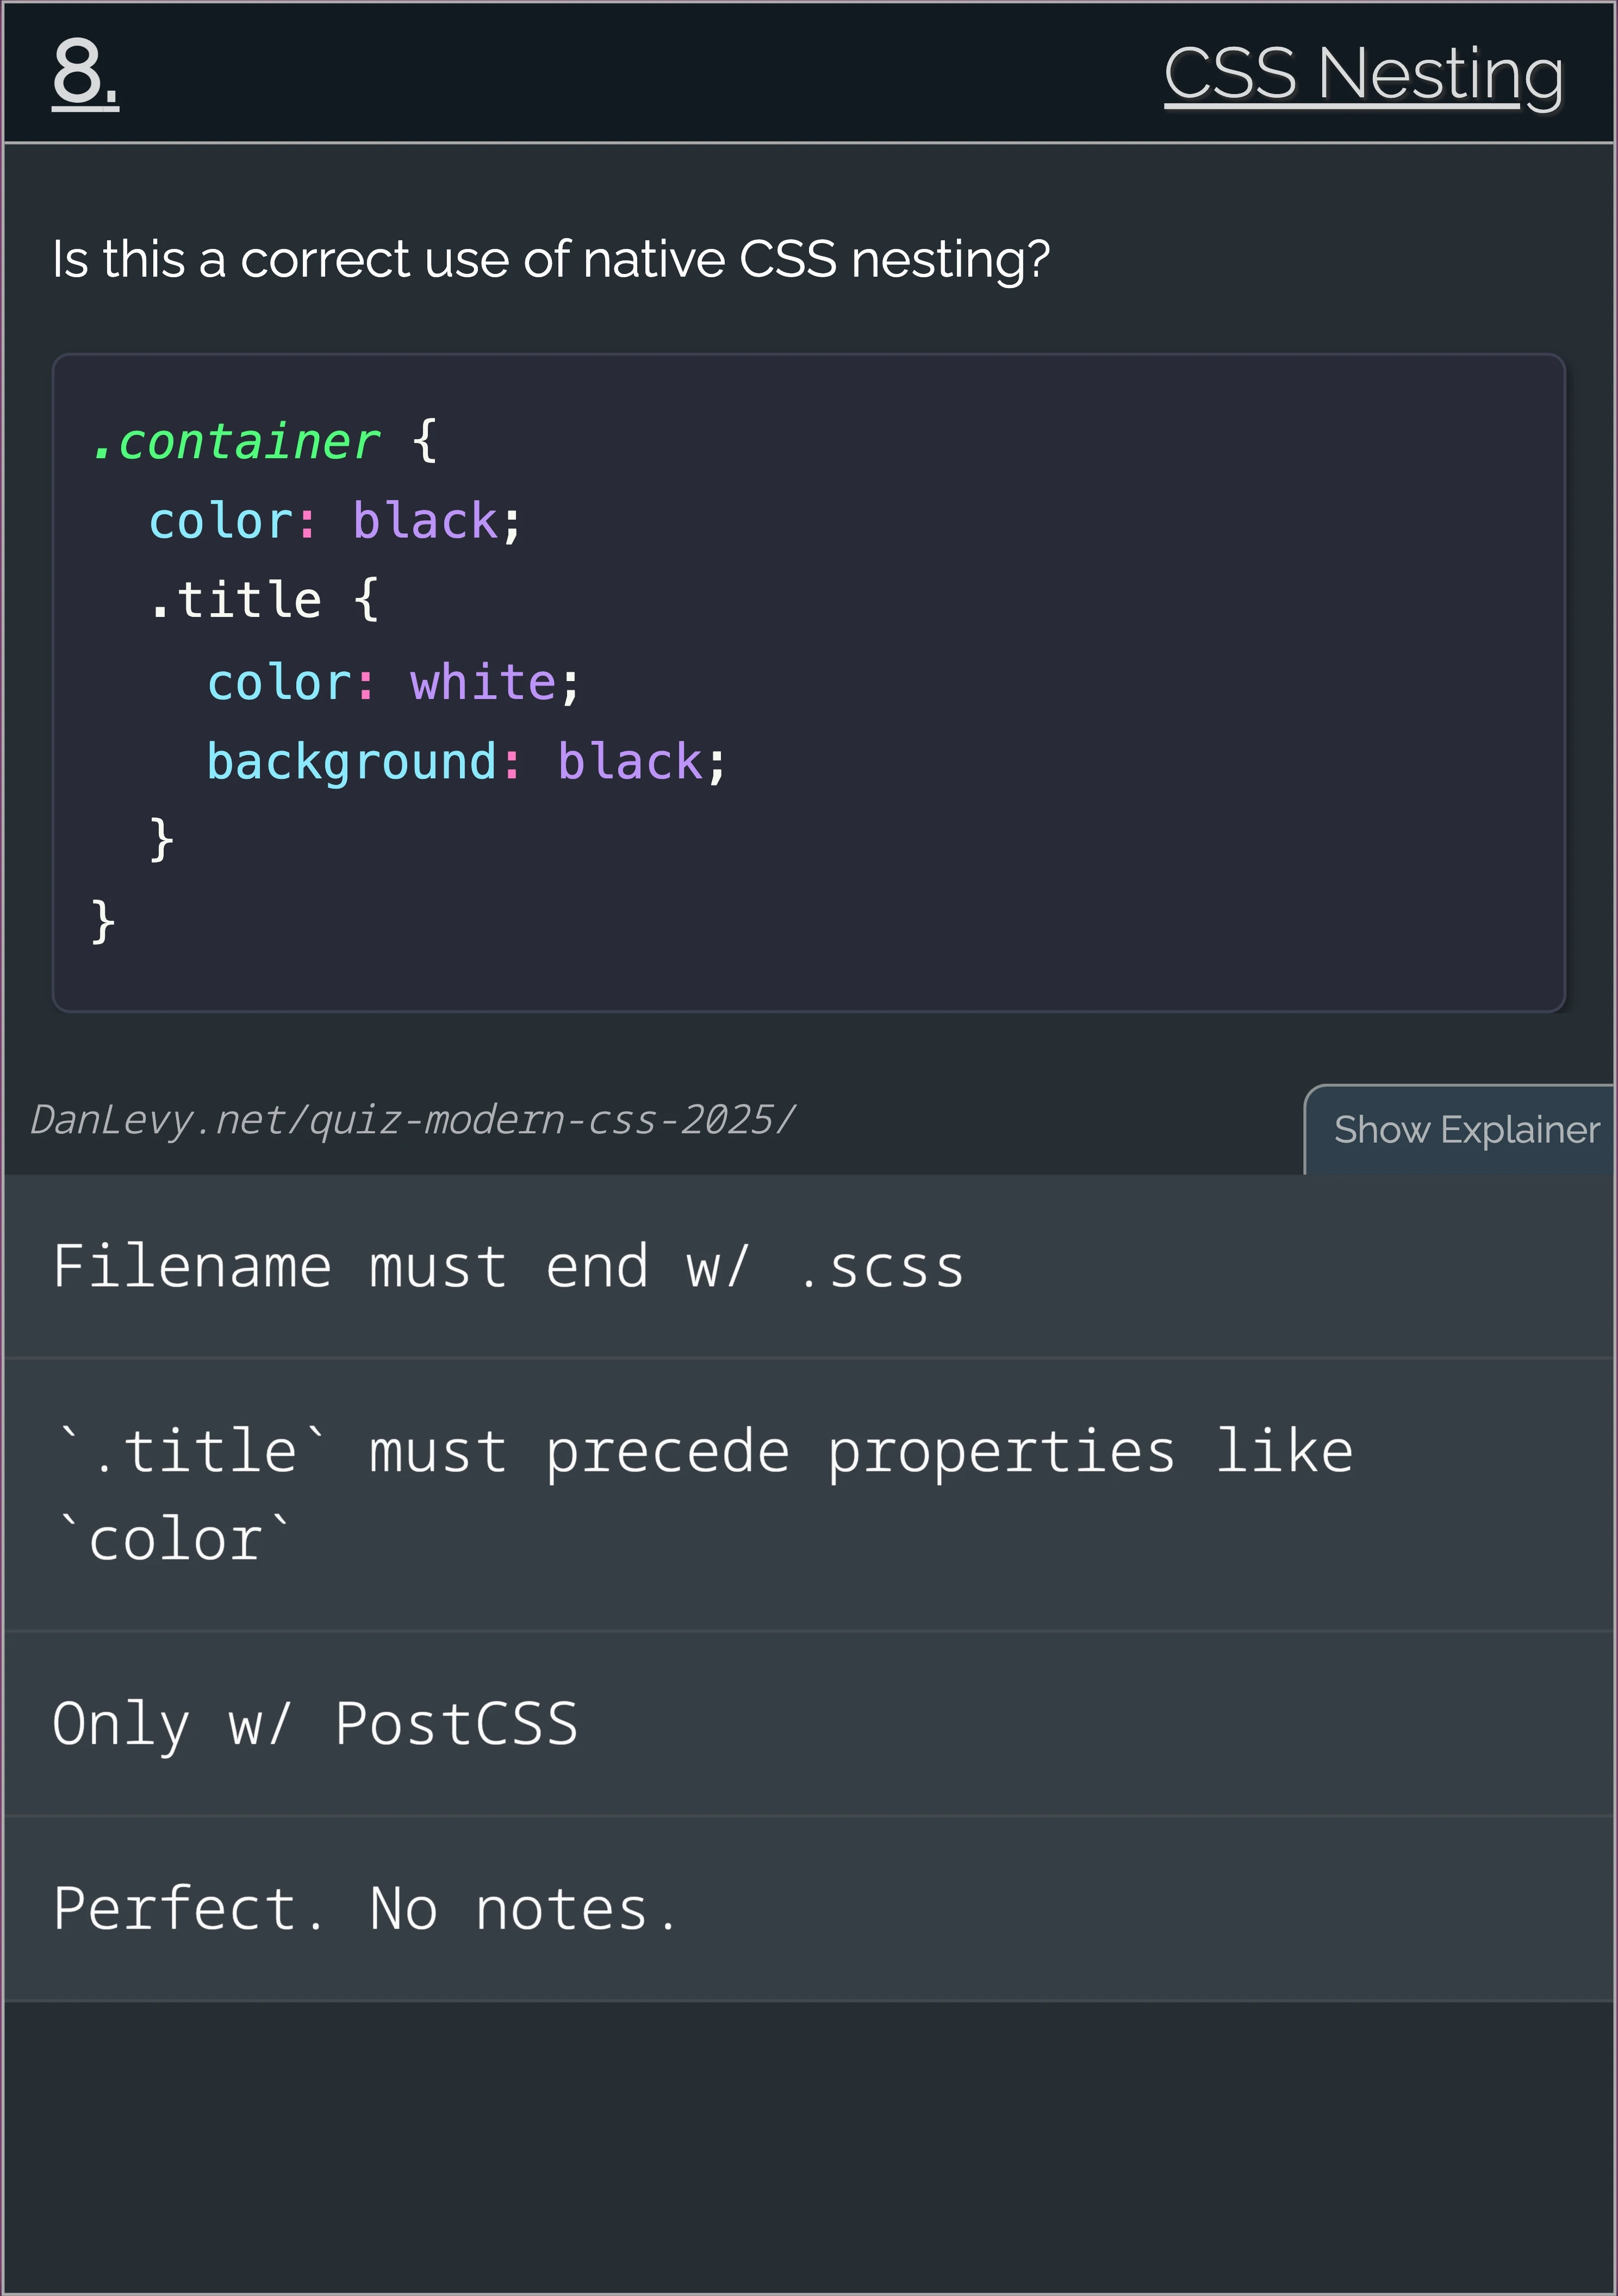 8.
CSS Nesting
Is this a correct use of native CSS nesting?
.container {
  color: black;
  .title {
    color: white;
    background: black;
  }
}
DanLevy.net/quiz-modern-css-2025/
Show Explainer
Filename must end w/ .scss
`.title` must precede properties like
`color`
Only w/ PostCSS
Perfect. No notes.